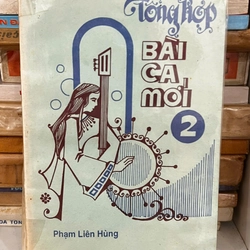 Tổng hợp
BÀI CA
MỚI
2
Phạm Liên Hùng